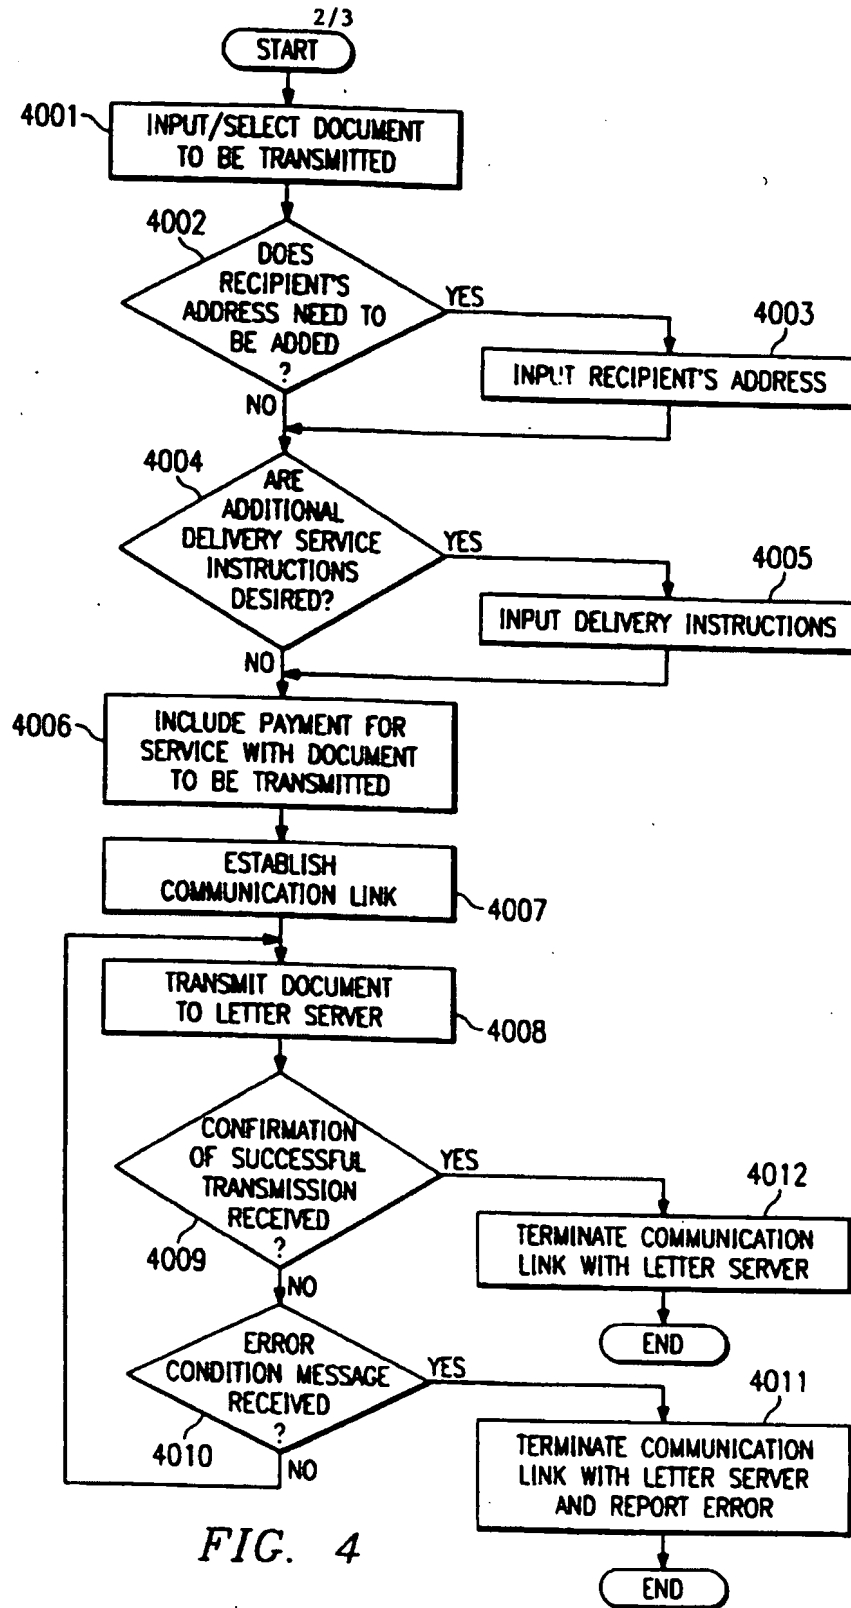 2/3
START
4001
INPUT/SELECT DOCUMENT
TO BE TRANSMITTED
4002
DOES
RECIPIENT'S
ADDRESS NEED TO
BE ADDED
?
YES
NO
4003
INPUT RECIPIENT'S ADDRESS
4004
ARE
ADDITIONAL
DELIVERY SERVICE
INSTRUCTIONS
DESIRED?
YES
NO
4005
INPUT DELIVERY INSTRUCTIONS
4006
INCLUDE PAYMENT FOR
SERVICE WITH DOCUMENT
TO BE TRANSMITTED
ESTABLISH
COMMUNICATION LINK
4007
TRANSMIT DOCUMENT
TO LETTER SERVER
4008
CONFIRMATION
OF SUCCESSFUL
TRANSMISSION
RECEIVED
?
4009
YES
NO
4012
TERMINATE COMMUNICATION
LINK WITH LETTER SERVER
END
ERROR
CONDITION MESSAGE
RECEIVED
?
4010
YES
NO
4011
TERMINATE COMMUNICATION
LINK WITH LETTER SERVER
AND REPORT ERROR
END
FIG. 4